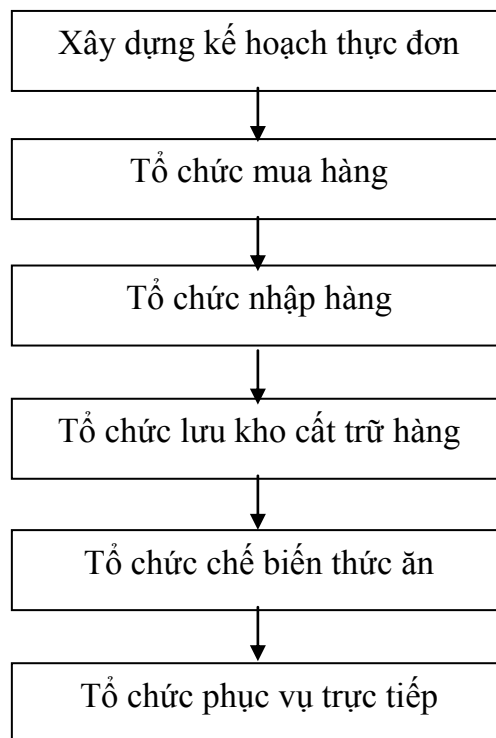 Xây dựng kế hoạch thực đơn
Tổ chức mua hàng
Tổ chức nhập hàng
Tổ chức lưu kho cất trữ hàng
Tổ chức chế biến thức ăn
Tổ chức phục vụ trực tiếp